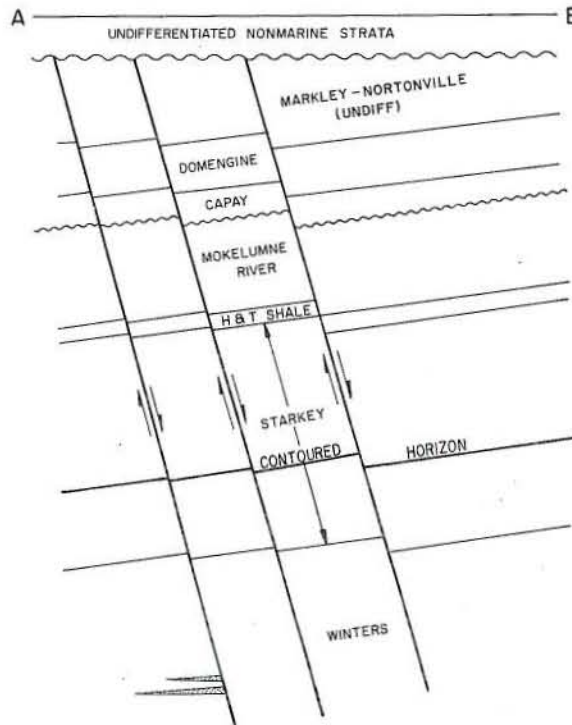 A
UNDIFFERENTIATED NONMARINE STRATA
MARKLEY – NORTONVILLE
(UNDIFF)
DOMENGINE
CAPAY
MOKELUMNE
RIVER
H & T SHALE
STARKEY
CONTOURED HORIZON
WINTERS